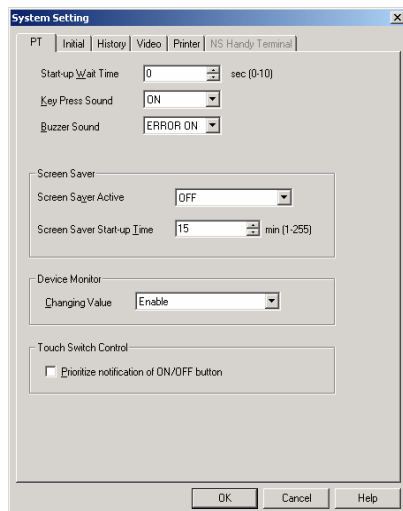 System Setting
PT Initial History Video Printer NS Handy Terminal
Start-up Wait Time 0 sec (0-10)
Key Press Sound ON
Buzzer Sound ERROR ON
Screen Saver
Screen Saver Active OFF
Screen Saver Start-up Time 15 min (1-255)
Device Monitor
Changing Value Enable
Touch Switch Control
Prioritize notification of ON/OFF button
OK Cancel Help